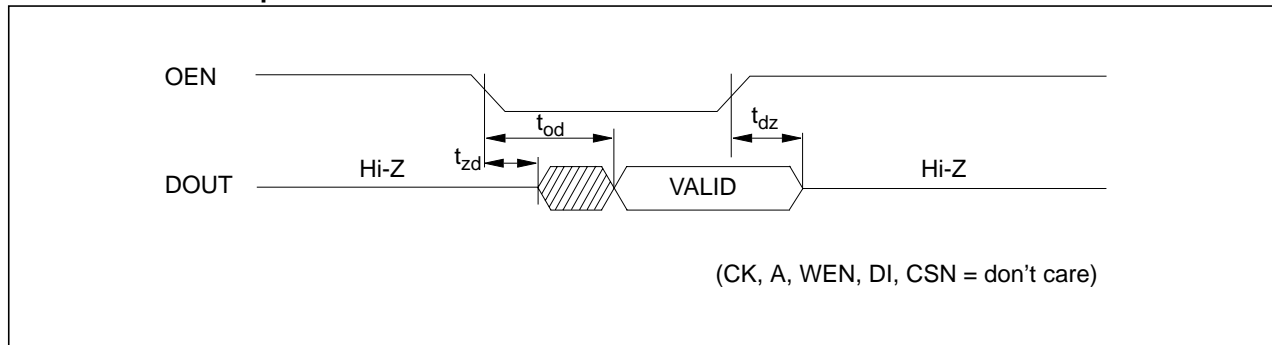 OEN
t_od
t_dz
t_zd
Hi-Z
DOUT
VALID
Hi-Z
(CK, A, WEN, DI, CSN = don't care)